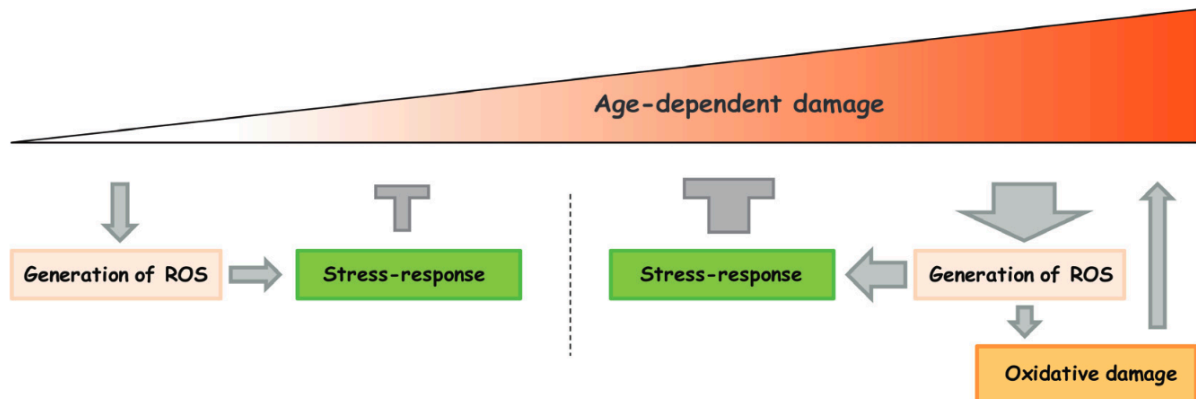 Age-dependent damage
Generation of ROS
Stress-response
Stress-response
Generation of ROS
Oxidative damage